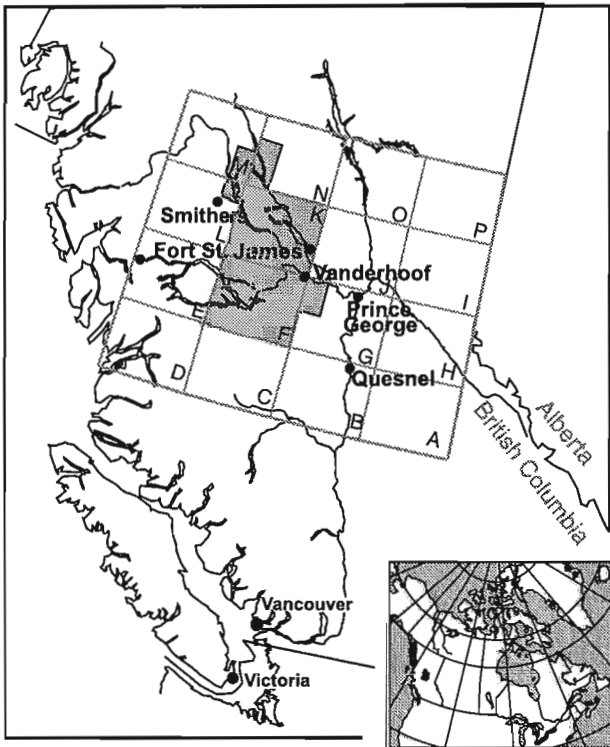 M
N
O
P
K
Smithers
L
Fort St. James
Vanderhoof
J
I
Prince
George
E
F
G
H
Quesnel
D
C
B
A
Alberta
British Columbia
Vancouver
Victoria